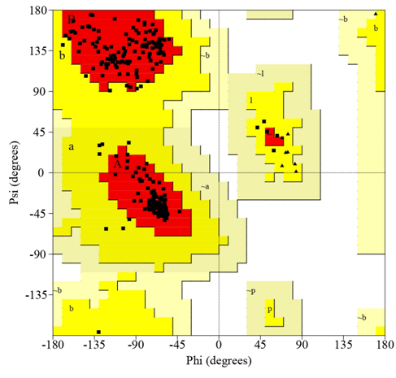 180
B
~b
b
b
b
~b
135
~l
90
l
L
45
a
A
0
~a
-45
-90
~b
~p
-135
b
p
~b
-180 -135 -90 -45 0 45 90 135 180
Phi (degrees)
Psi (degrees)